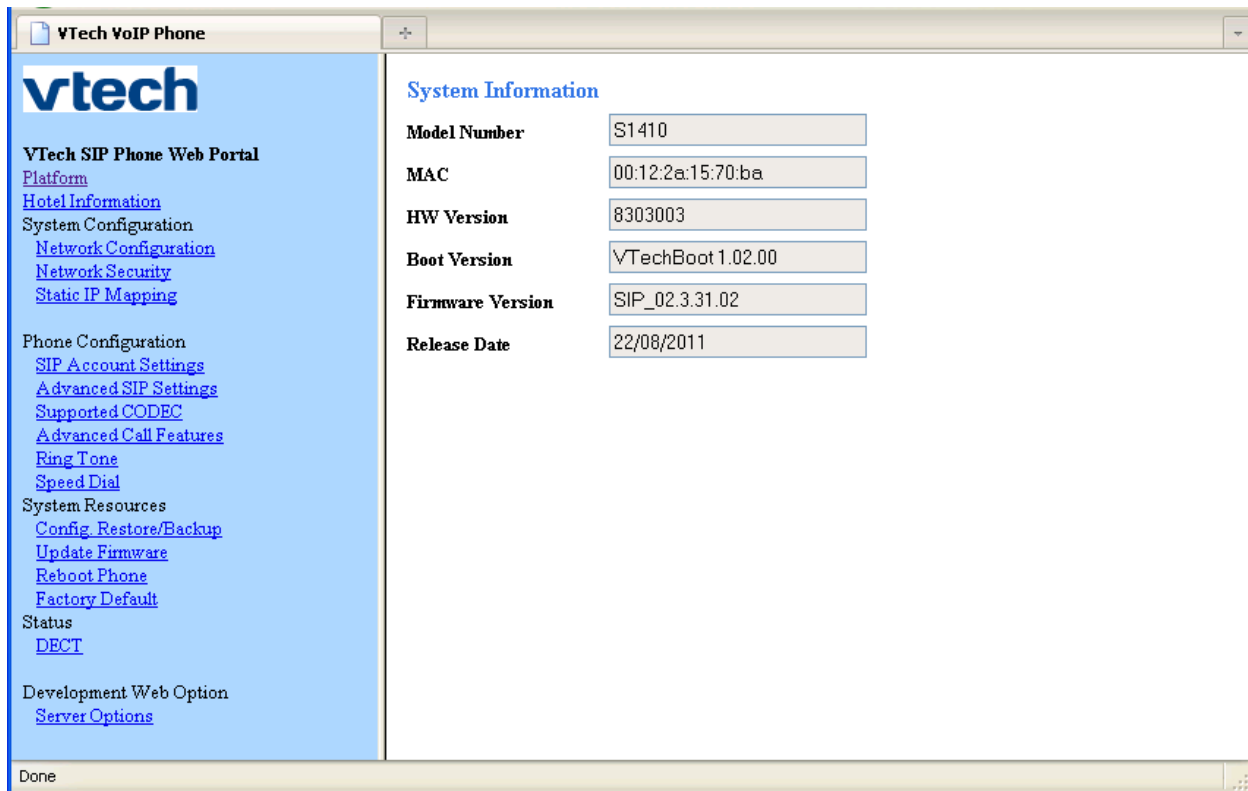 VTech VoIP Phone
vtech
VTech SIP Phone Web Portal
Platform
Hotel Information
System Configuration
Network Configuration
Network Security
Static IP Mapping
Phone Configuration
SIP Account Settings
Advanced SIP Settings
Supported CODEC
Advanced Call Features
Ring Tone
Speed Dial
System Resources
Config. Restore/Backup
Update Firmware
Reboot Phone
Factory Default
Status
DECT
Development Web Option
Server Options
System Information
Model Number S1410
MAC 00:12:2a:15:70:ba
HW Version 8303003
Boot Version VTechBoot 1.02.00
Firmware Version SIP_02.3.31.02
Release Date 22/08/2011
Done